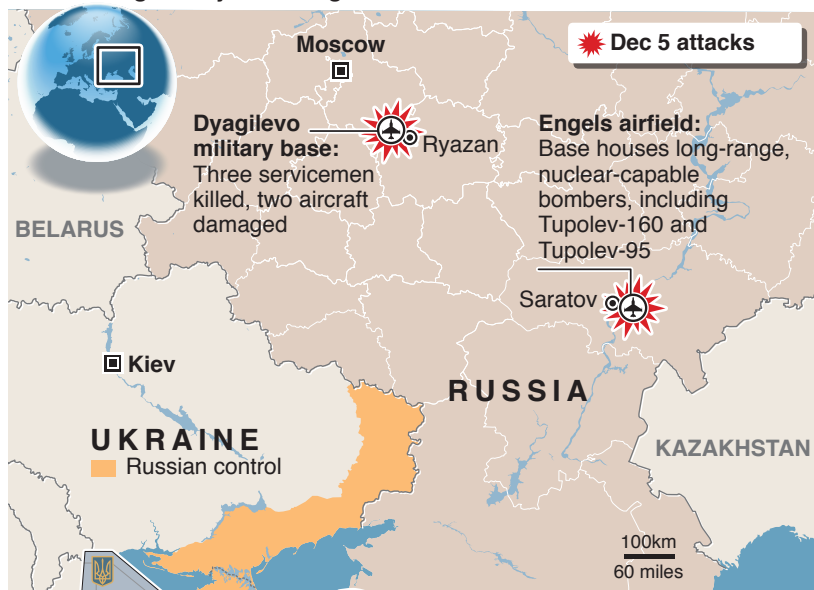 Moscow
Dec 5 attacks
Dyagilevo
military base:
Three servicemen
killed, two aircraft
damaged
Ryazan
Engels airfield:
Base houses long-range,
nuclear-capable
bombers, including
Tupolev-160 and
Tupolev-95
BELARUS
Saratov
Kiev
RUSSIA
UKRAINE
Russian control
KAZAKHSTAN
100km
60 miles